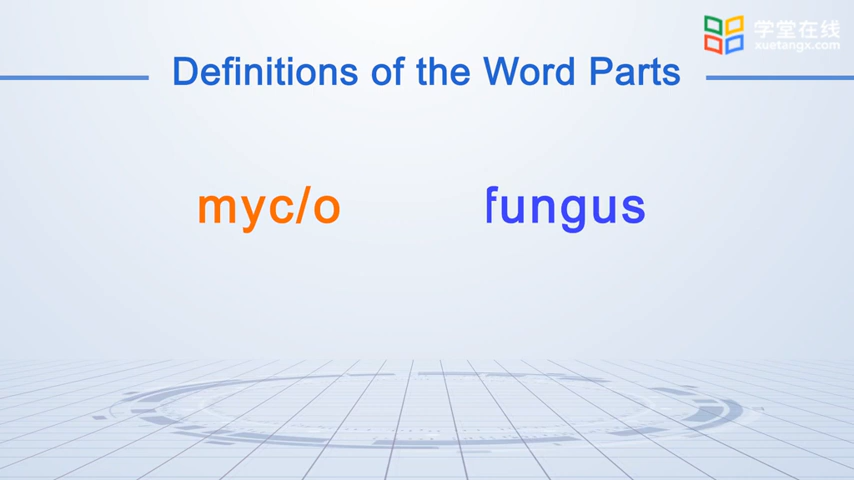 学堂在线
xuetangx.com
Definitions of the Word Parts
myc/o fungus